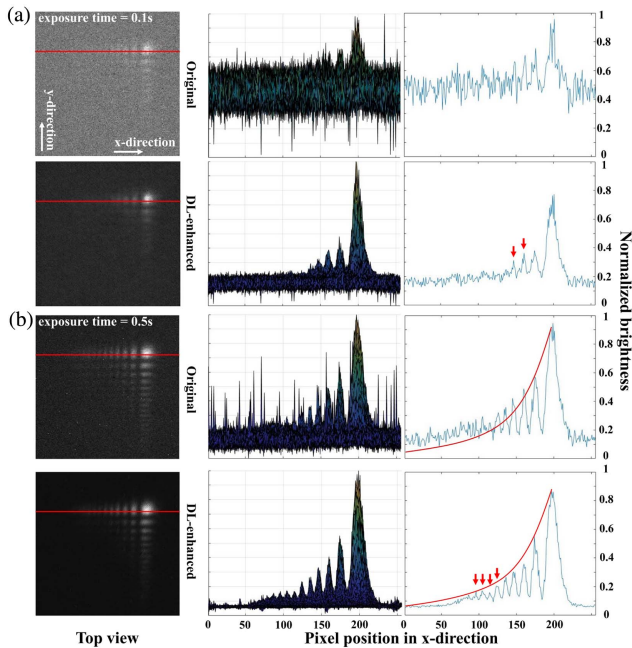 (a)
exposure time = 0.1s
y-direction
x-direction
Original
1
0.8
0.6
0.4
0.2
0
DL-enhanced
1
0.8
0.6
0.4
0.2
0
Normalized brightness
(b)
exposure time = 0.5s
Original
1
0.8
0.6
0.4
0.2
0
DL-enhanced
1
0.8
0.6
0.4
0.2
0
0 50 100 150 200
0 50 100 150 200
Top view
Pixel position in x-direction